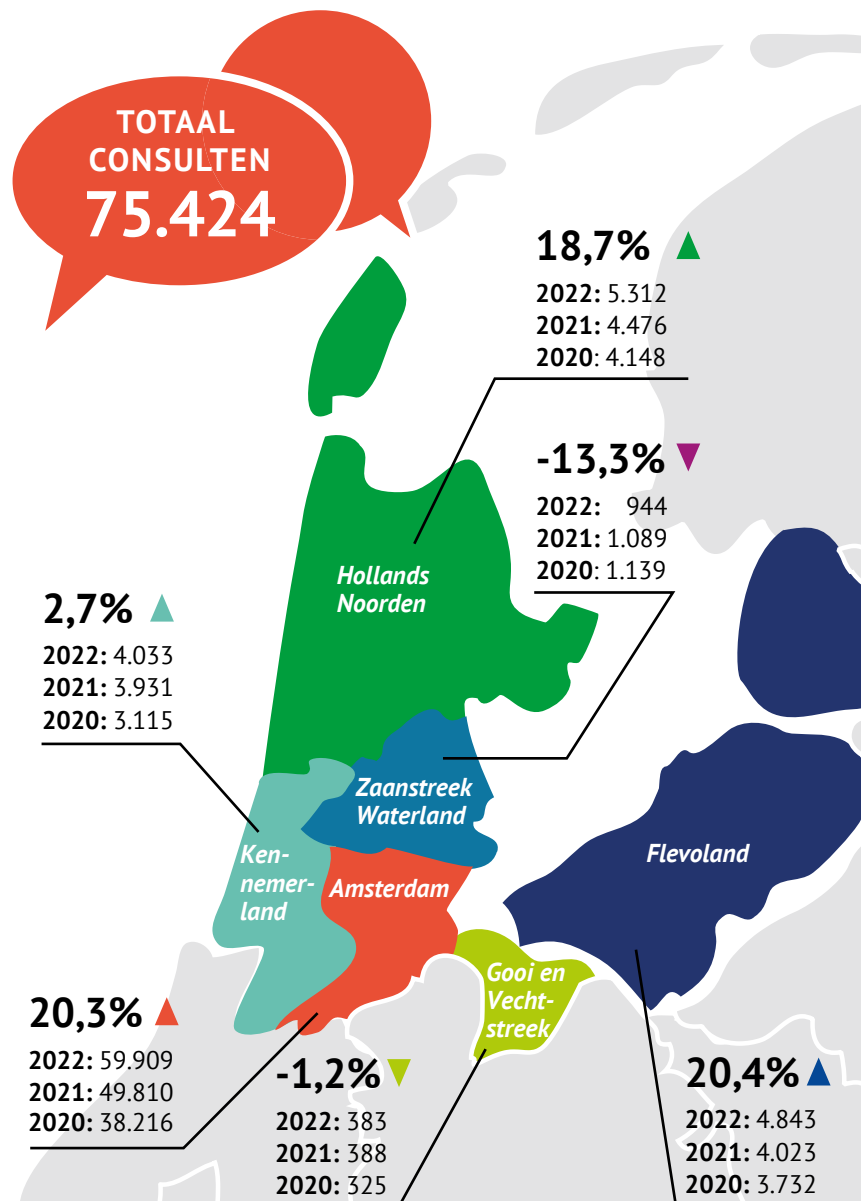 TOTAAL
CONSULTEN
75.424
18,7%
2022: 5.312
2021: 4.476
2020: 4.148
-13,3%
2022: 944
2021: 1.089
2020: 1.139
Hollands
Noorden
2,7%
2022: 4.033
2021: 3.931
2020: 3.115
Zaanstreek
Waterland
Ken-
nemer-
land
Amsterdam
Flevoland
Gooi en
Vecht-
streek
20,3%
2022: 59.909
2021: 49.810
2020: 38.216
-1,2%
2022: 383
2021: 388
2020: 325
20,4%
2022: 4.843
2021: 4.023
2020: 3.732